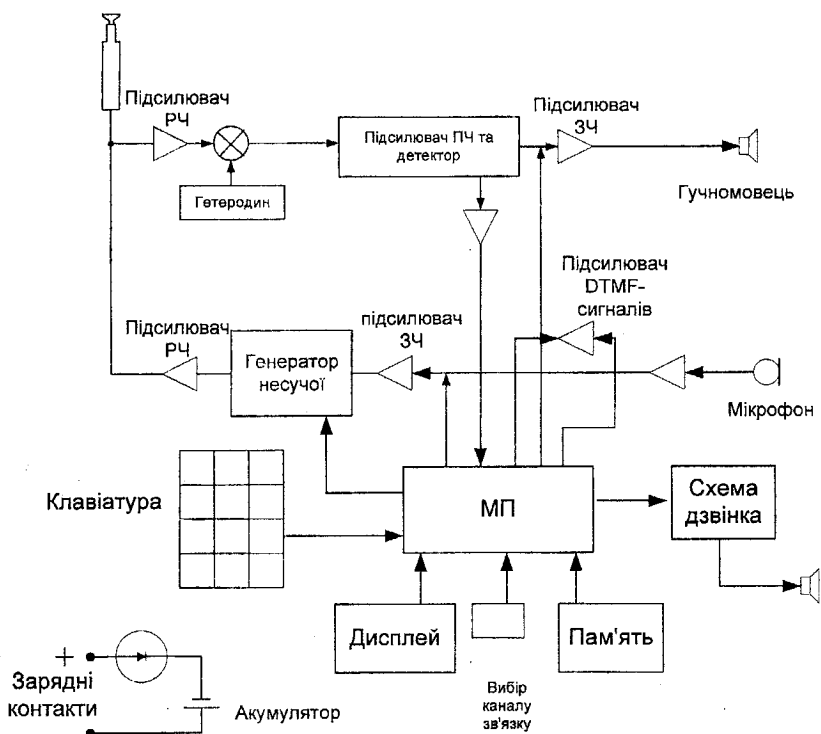 Підсилювач
РЧ
Підсилювач ПЧ та
детектор
Підсилювач
ЗЧ
Гучномовець
Гетеродин
Підсилювач
DTMF-
сигналів
Підсилювач
РЧ
Генератор
несучої
підсилювач
ЗЧ
Мікрофон
Клавіатура
МП
Схема
дзвінка
Дисплей
Пам'ять
Вибір
каналу
зв'язку
+
Зарядні
контакти
Акумулятор